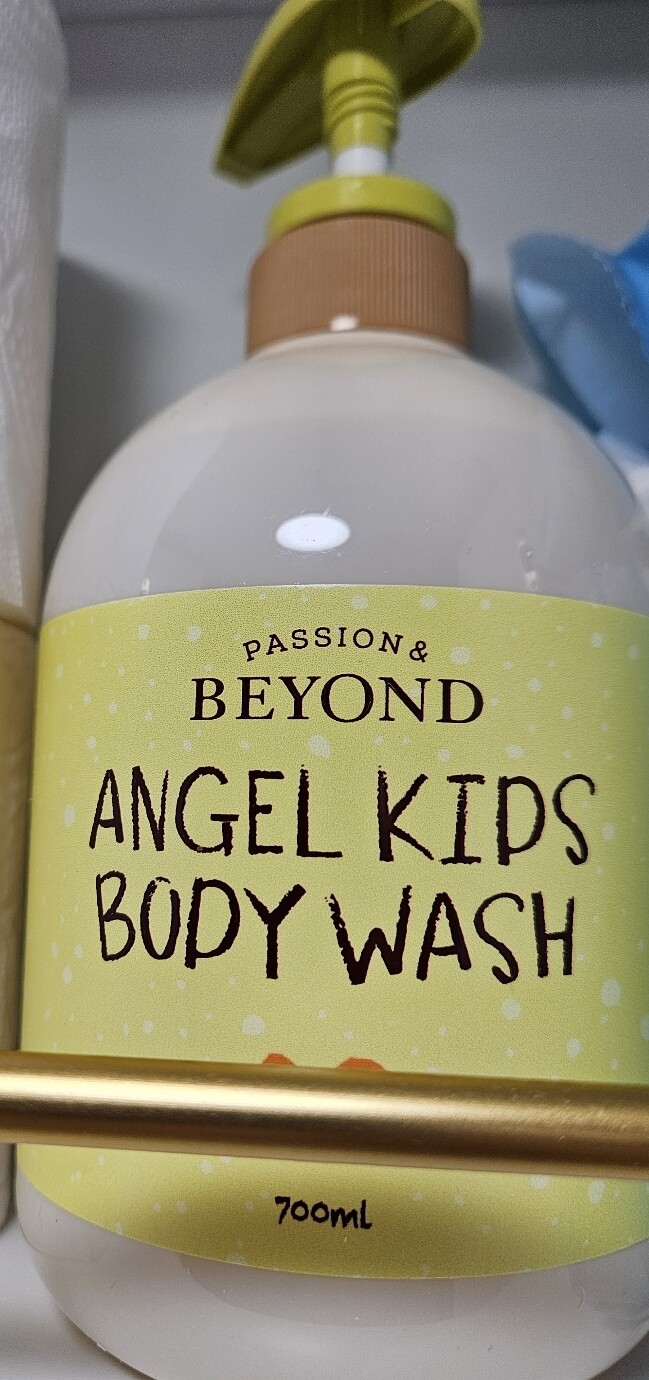 PASSION &
BEYOND
ANGEL KIDS
BODY WASH
700ml